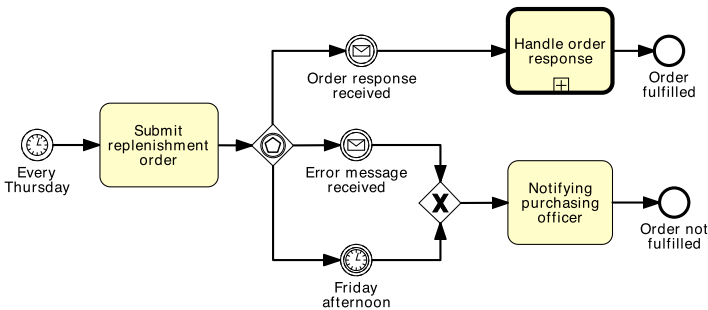 Every
Thursday
Submit
replenishment
order
Order response
received
Handle order
response
Order
fulfilled
Error message
received
Friday
afternoon
Notifying
purchasing
officer
Order not
fulfilled